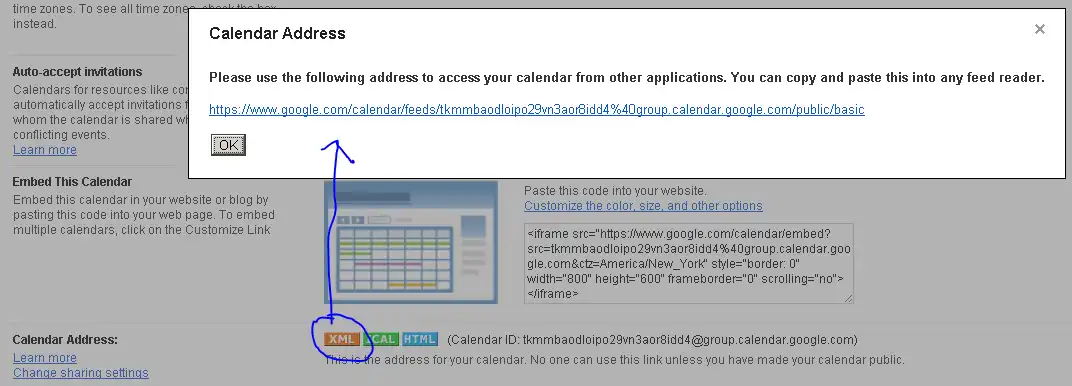 time zones. To see all time zones, check the box
instead.
Calendar Address
×
Please use the following address to access your calendar from other applications. You can copy and paste this into any feed reader.
https://www.google.com/calendar/feeds/tkmmbaodloipo29vn3aor8idd4%40group.calendar.google.com/public/basic
OK
Auto-accept invitations
Calendars for resources like con
automatically accept invitations f
whom the calendar is shared wh
conflicting events.
Learn more
Embed This Calendar
Embed this calendar in your website or blog by
pasting this code into your web page. To embed
multiple calendars, click on the Customize Link
Paste this code into your website.
Customize the color, size, and other options
<iframe src="https://www.google.com/calendar/embed?
src=tkmmbaodloipo29vn3aor8idd4%40group.calendar.goo
gle.com&ctz=America/New_York" style="border: 0"
width="800" height="600" frameborder="0" scrolling="no">
</iframe>
Calendar Address:
Learn more
Change sharing settings
XML ICAL HTML (Calendar ID: tkmmbaodloipo29vn3aor8idd4@group.calendar.google.com)
This is the address for your calendar. No one can use this link unless you have made your calendar public.